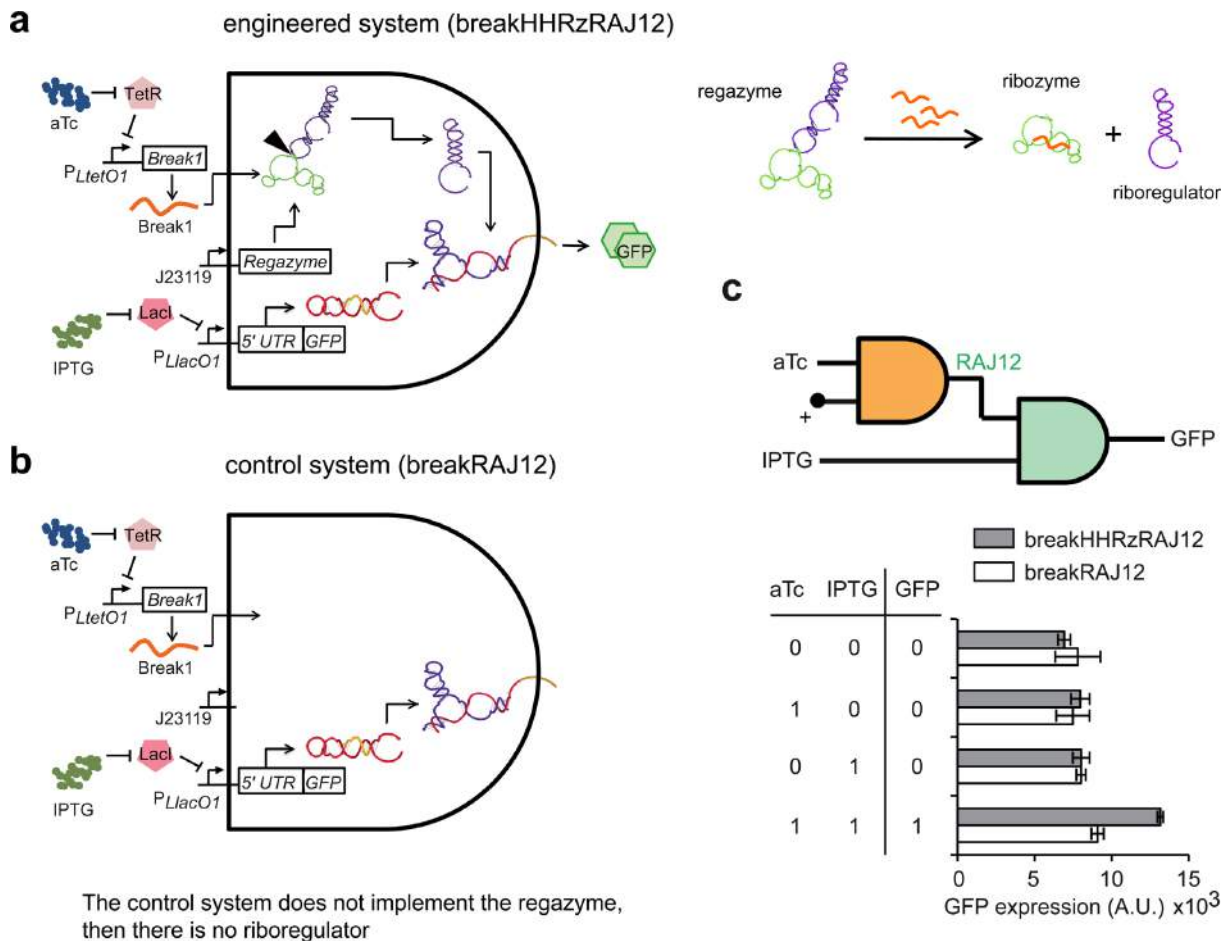 a
engineered system (breakHHRzRAJ12)
aTc
TetR
PLtetO1
Break1
Break1
J23119
Regazyme
IPTG
LacI
PLlacO1
5' UTR
GFP
GFP
regazyme
ribozyme
+
riboregulator
b
control system (breakRAJ12)
aTc
TetR
PLtetO1
Break1
Break1
J23119
IPTG
LacI
PLlacO1
5' UTR
GFP
The control system does not implement the regazyme,
then there is no riboregulator
c
aTc
RAJ12
+
IPTG
GFP
breakHHRzRAJ12
breakRAJ12
aTc IPTG GFP
0 0 0
1 0 0
0 1 0
1 1 1
0 5 10 15
GFP expression (A.U.) x10³